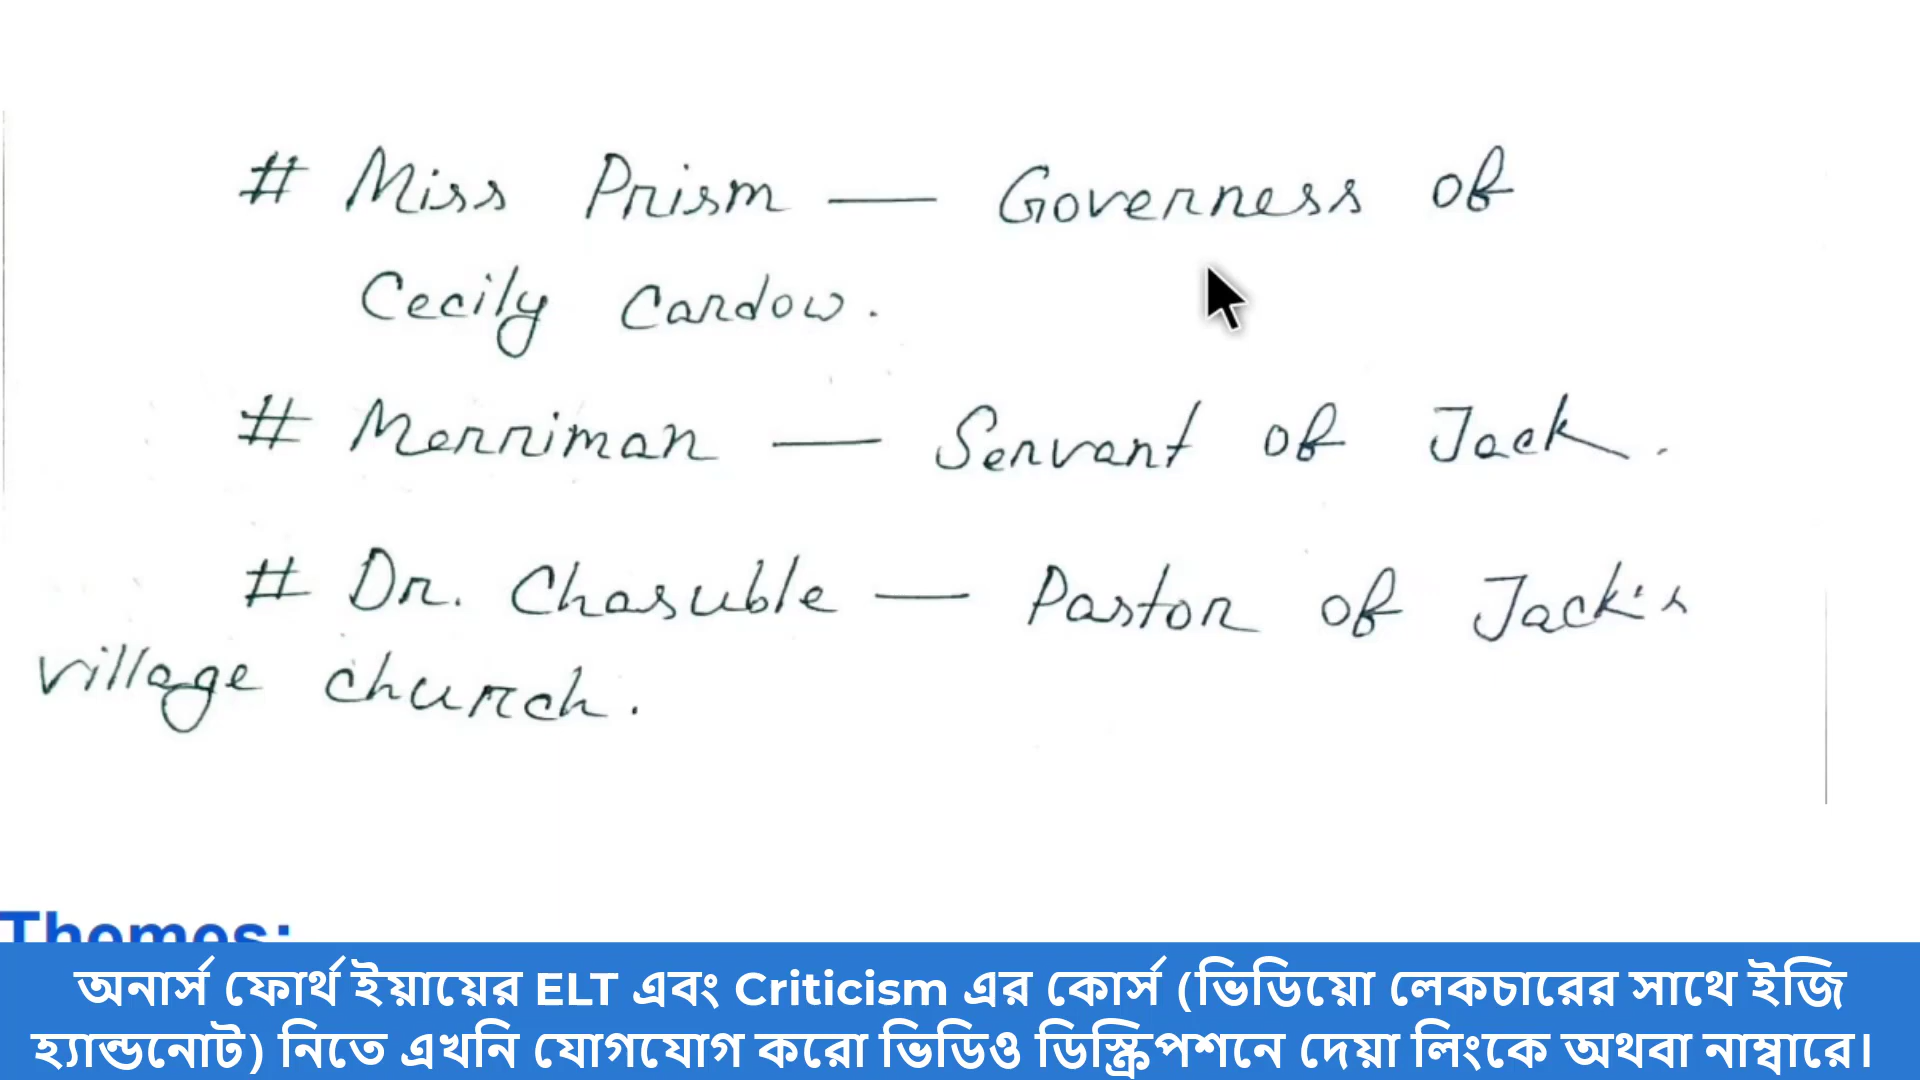 # Miss Prism — Governess of
Cecily Cardow.
# Merriman — Servant of Jack.
# Dr. Chasuble — Pastor of Jack's
village church.
Themes:
অনার্স ফোর্থ ইয়ায়ের ELT এবং Criticism এর কোর্স (ভিডিয়ো লেকচারের সাথে ইজি
হ্যান্ডনোট) নিতে এখনি যোগযোগ করো ভিডিও ডিস্ক্রিপশনে দেয়া লিংকে অথবা নাম্বারে।